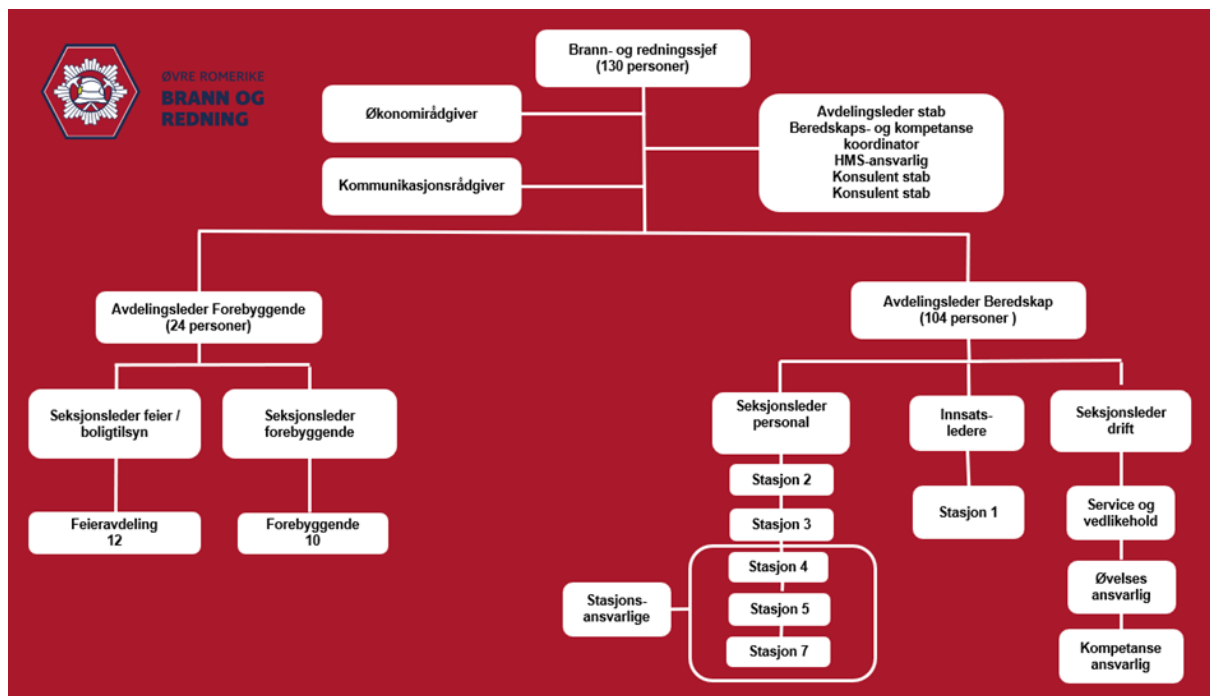 ØVRE ROMERIKE
BRANN OG
REDNING
Brann- og redningssjef
(130 personer)
Økonomirådgiver
Kommunikasjonsrådgiver
Avdelingsleder stab
Beredskaps- og kompetanse
koordinator
HMS-ansvarlig
Konsulent stab
Konsulent stab
Avdelingsleder Forebyggende
(24 personer)
Avdelingsleder Beredskap
(104 personer )
Seksjonsleder feier /
boligtilsyn
Seksjonsleder
forebyggende
Feieravdeling
12
Forebyggende
10
Seksjonsleder
personal
Stasjon 2
Stasjon 3
Stasjon 4
Stasjon 5
Stasjon 7
Stasjons-
ansvarlige
Innsats-
ledere
Stasjon 1
Seksjonsleder
drift
Service og
vedlikehold
Øvelses
ansvarlig
Kompetanse
ansvarlig